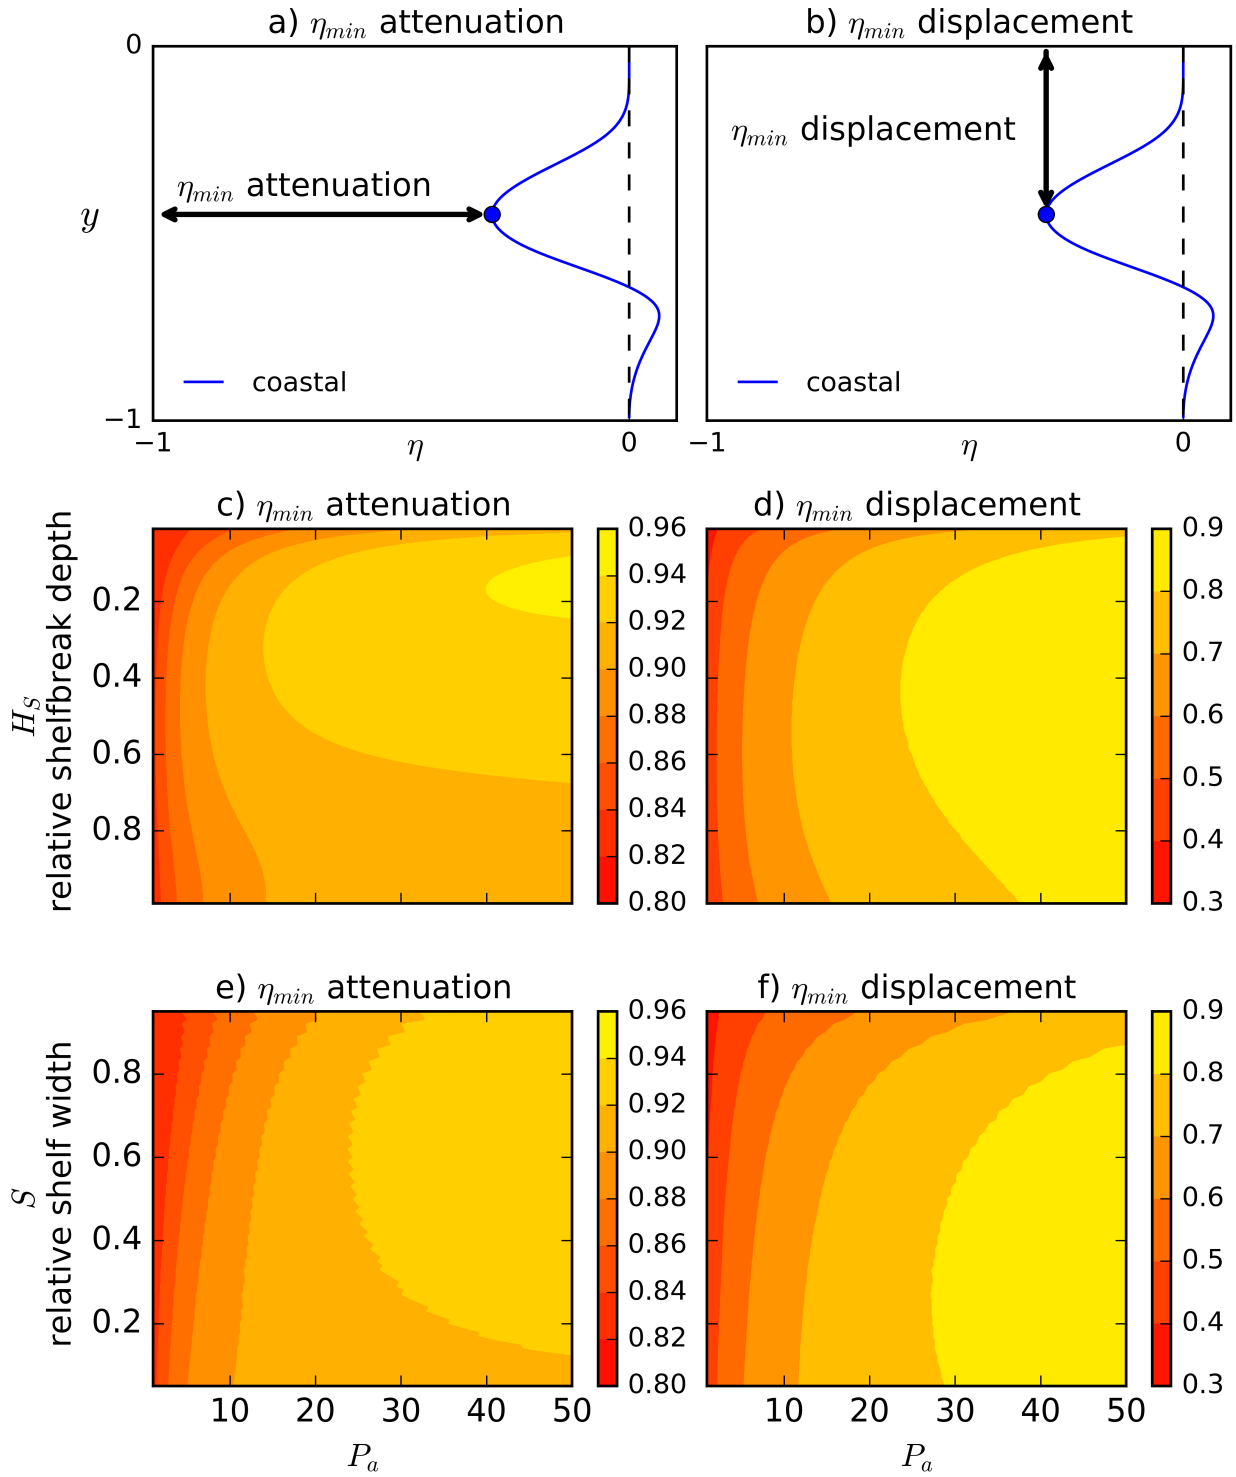 a) η_min attenuation
b) η_min displacement
0
y
−1
η_min attenuation
coastal
−1
η
0
η_min displacement
coastal
−1
η
0
c) η_min attenuation
d) η_min displacement
H_S
relative shelfbreak depth
0.2
0.4
0.6
0.8
0.96
0.94
0.92
0.90
0.88
0.86
0.84
0.82
0.80
0.9
0.8
0.7
0.6
0.5
0.4
0.3
e) η_min attenuation
f) η_min displacement
S
relative shelf width
0.8
0.6
0.4
0.2
0.96
0.94
0.92
0.90
0.88
0.86
0.84
0.82
0.80
0.9
0.8
0.7
0.6
0.5
0.4
0.3
10 20 30 40 50
P_a
10 20 30 40 50
P_a